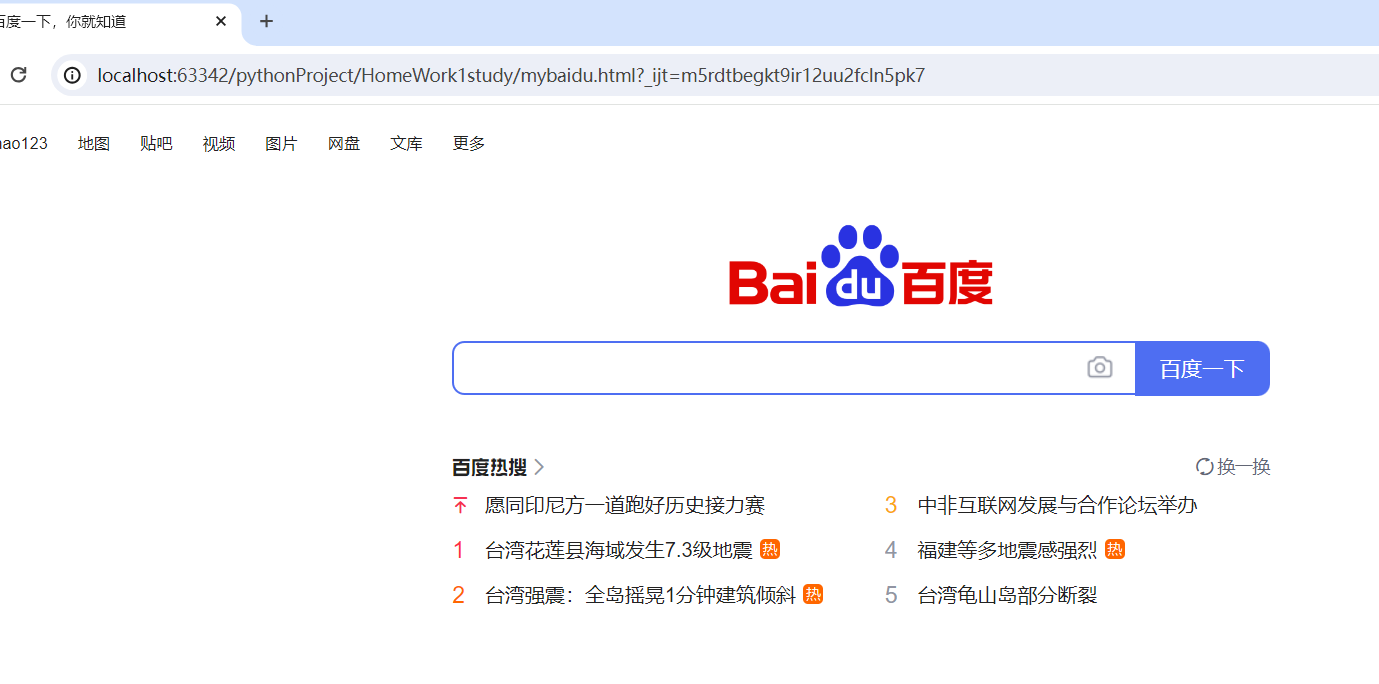 百度一下，你就知道
localhost:63342/pythonProject/HomeWork1study/mybaidu.html?_ijt=m5rdtbegkt9ir12uu2fcln5pk7
hao123 地图 贴吧 视频 图片 网盘 文库 更多
Bai du 百度
百度一下
百度热搜 换一换
愿同印尼方一道跑好历史接力赛 3 中非互联网发展与合作论坛举办
1 台湾花莲县海域发生7.3级地震 热 4 福建等多地震感强烈 热
2 台湾强震：全岛摇晃1分钟建筑倾斜 热 5 台湾龟山岛部分断裂